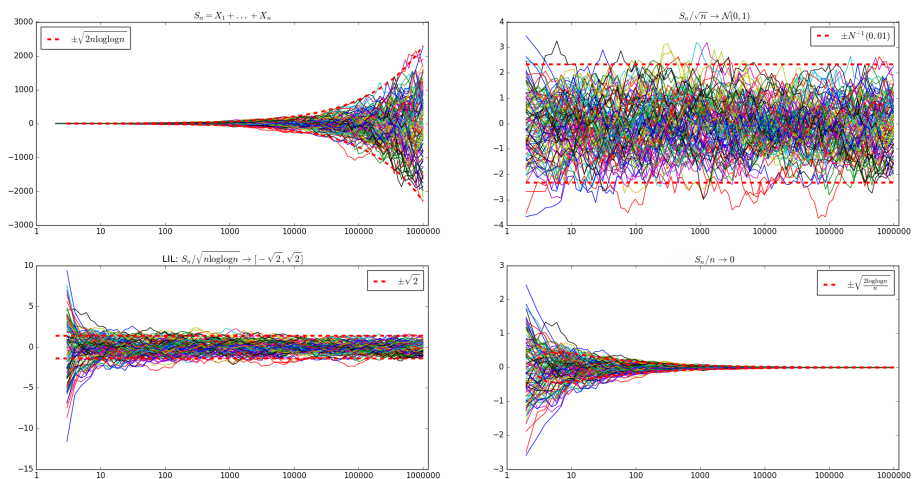 S_n = X_1 + ... + X_n
3000
2000
1000
0
−1000
−2000
−3000
±√2nloglogn
1 10 100 1000 10000 100000 1000000
S_n/√n → N(0,1)
4
3
2
1
0
−1
−2
−3
−4
±N^{−1}(0.01)
1 10 100 1000 10000 100000 1000000
LIL: S_n/√nloglogn → [−√2, √2]
10
5
0
−5
−10
−15
±√2
1 10 100 1000 10000 100000 1000000
S_n/n → 0
3
2
1
0
−1
−2
−3
±√(2loglogn/n)
1 10 100 1000 10000 100000 1000000